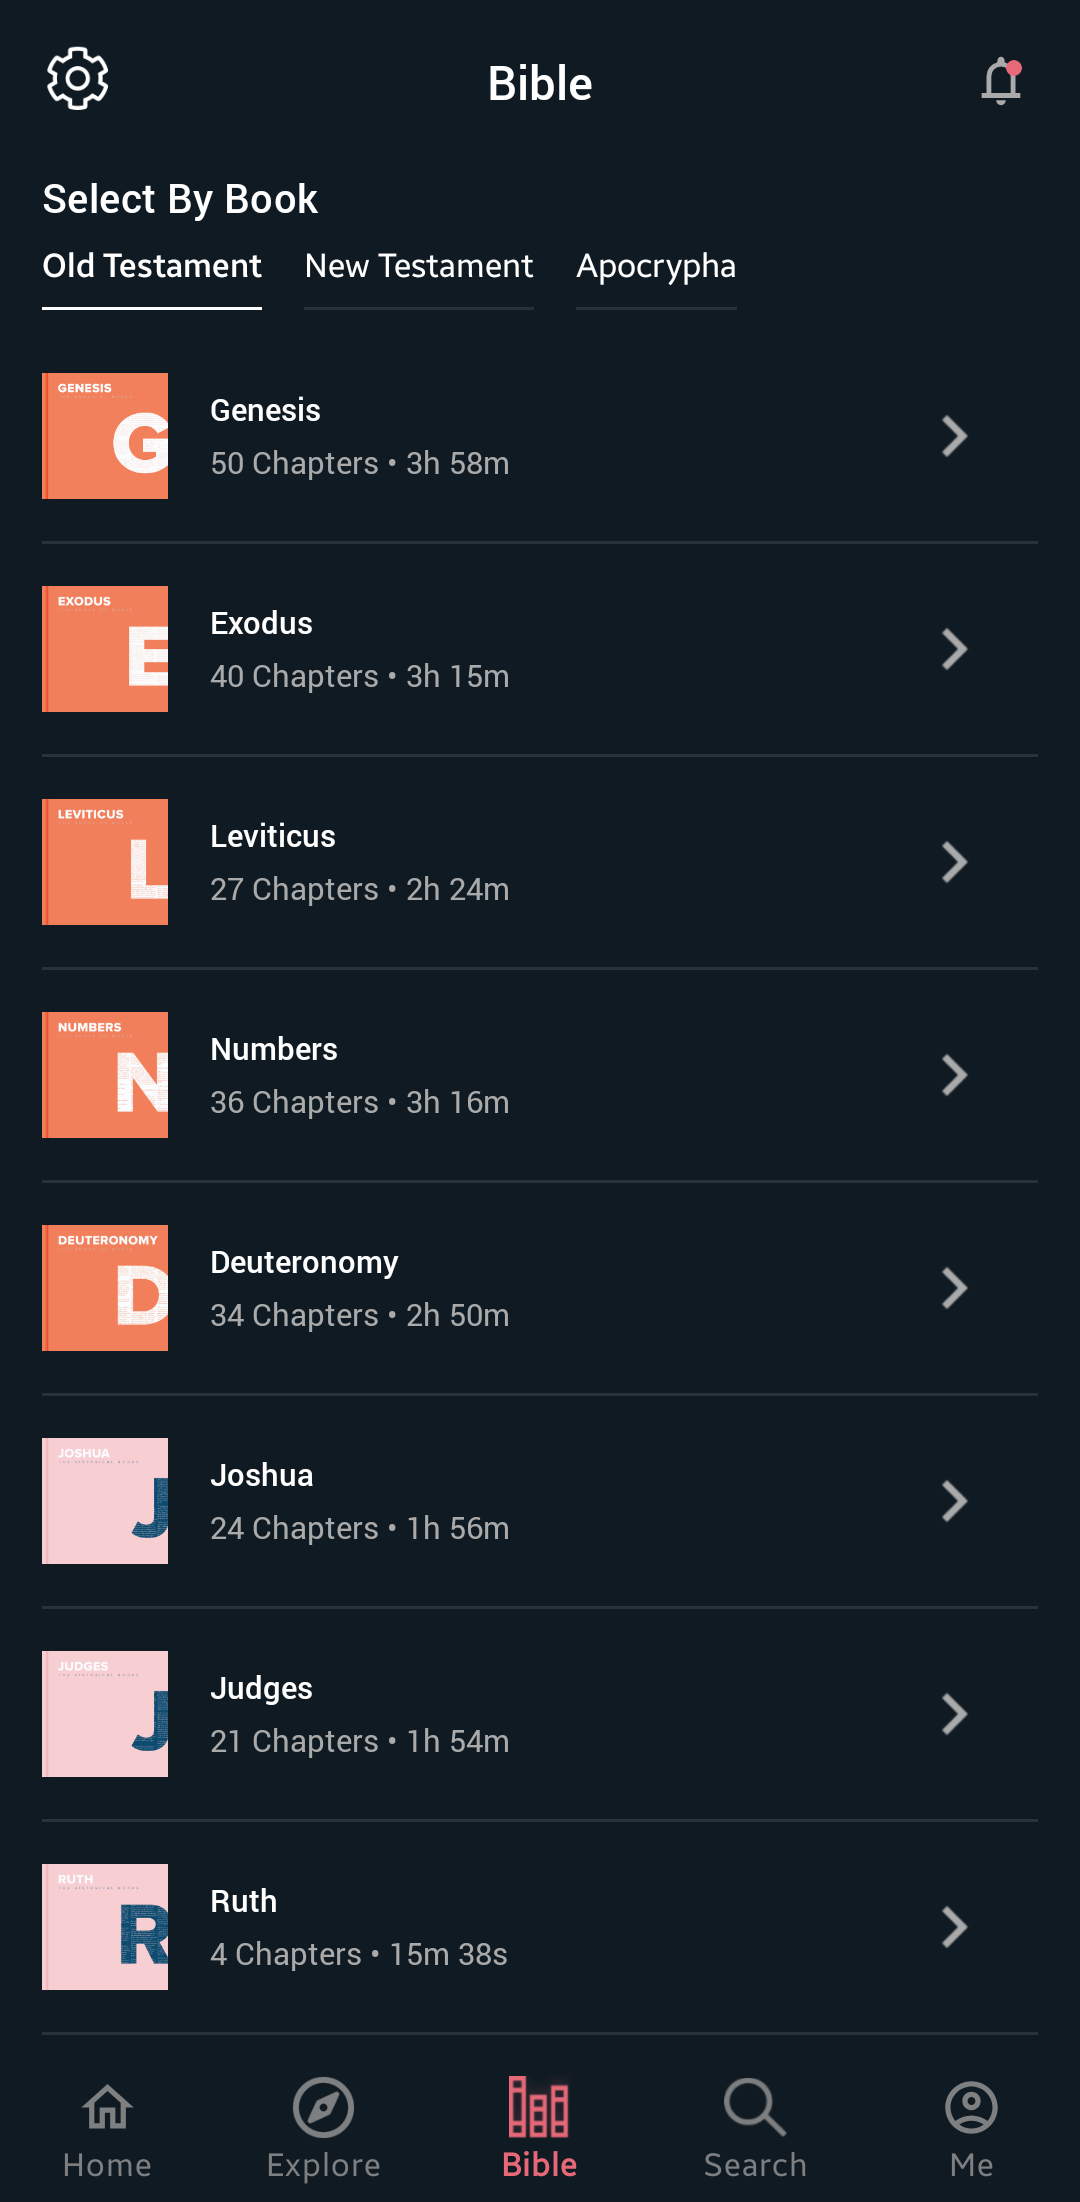 Bible
Select By Book
Old Testament New Testament Apocrypha
GENESIS
Genesis
50 Chapters • 3h 58m
EXODUS
Exodus
40 Chapters • 3h 15m
LEVITICUS
Leviticus
27 Chapters • 2h 24m
NUMBERS
Numbers
36 Chapters • 3h 16m
DEUTERONOMY
Deuteronomy
34 Chapters • 2h 50m
JOSHUA
Joshua
24 Chapters • 1h 56m
JUDGES
Judges
21 Chapters • 1h 54m
RUTH
Ruth
4 Chapters • 15m 38s
Home Explore Bible Search Me